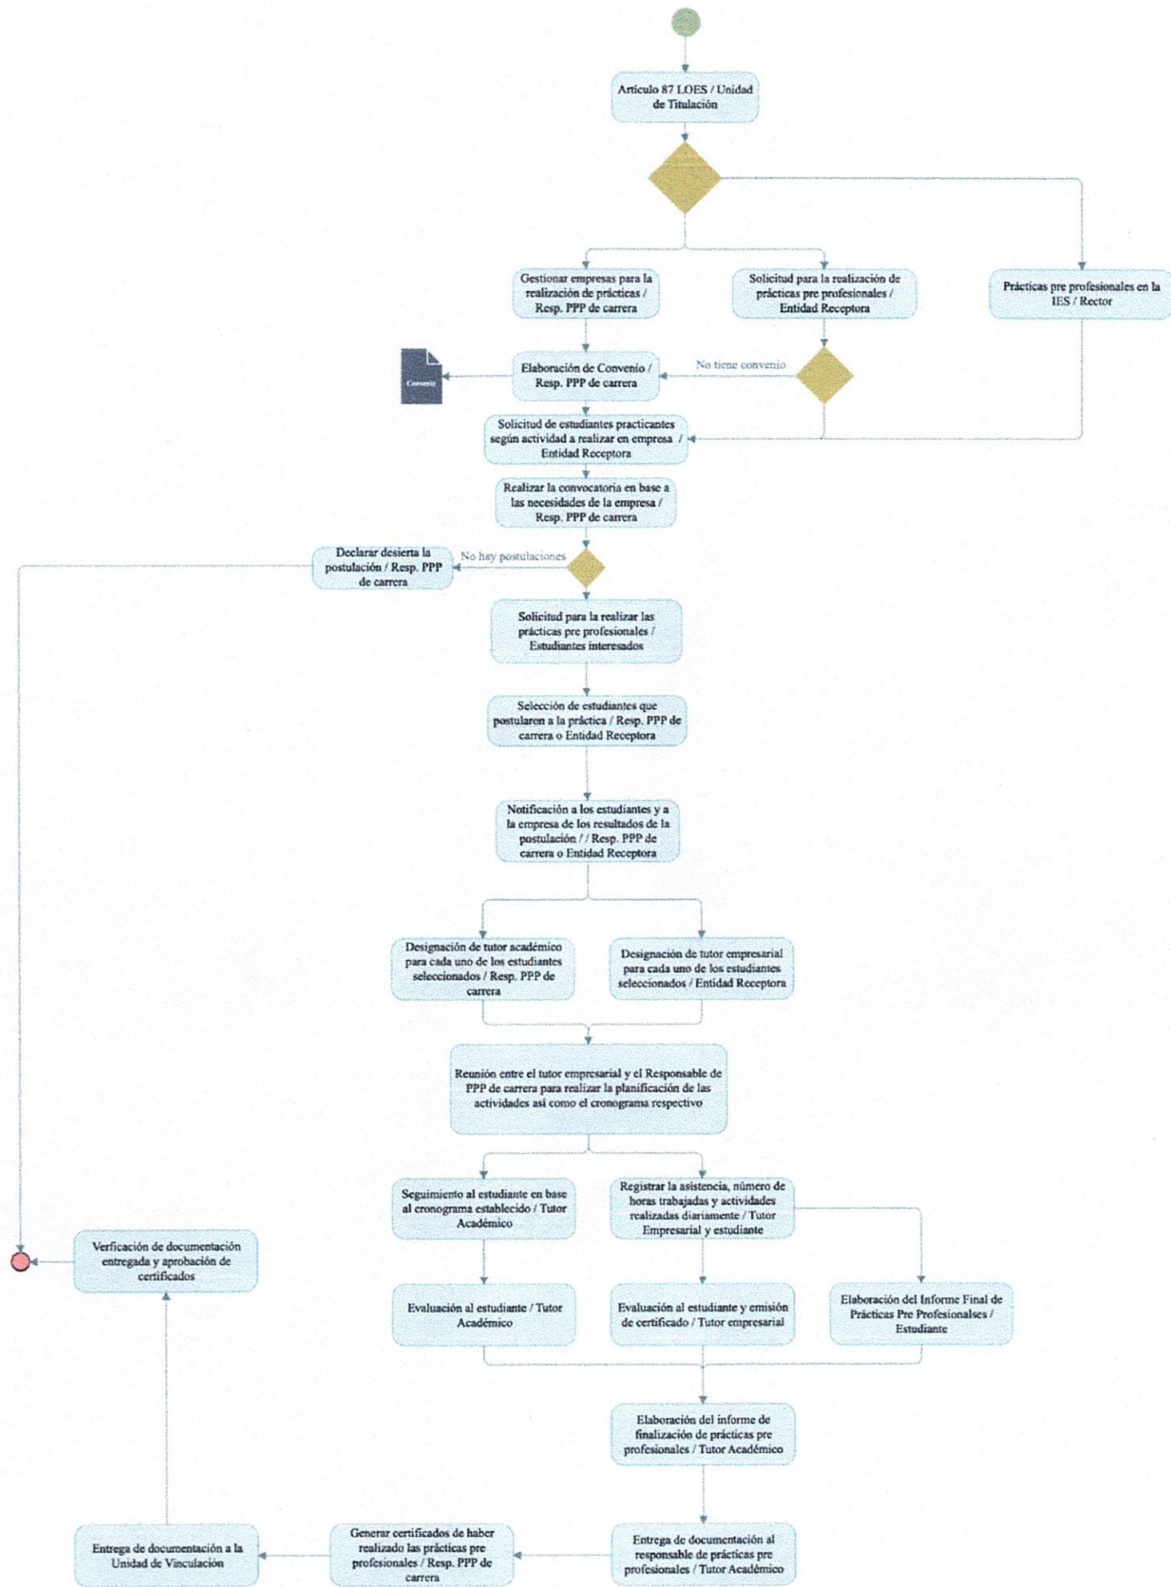 Artículo 87 LOES / Unidad
de Titulación
Gestionar empresas para la
realización de prácticas /
Resp. PPP de carrera
Solicitud para la realización de
prácticas pre profesionales /
Entidad Receptora
Prácticas pre profesionales en la
IES / Rector
Convenio
Elaboración de Convenio /
Resp. PPP de carrera
No tiene convenio
Solicitud de estudiantes practicantes
según actividad a realizar en empresa /
Entidad Receptora
Realizar la convocatoria en base a
las necesidades de la empresa /
Resp. PPP de carrera
Declarar desierta la
postulación / Resp. PPP
de carrera
No hay postulaciones
Solicitud para la realizar las
prácticas pre profesionales /
Estudiantes interesados
Selección de estudiantes que
postularon a la práctica / Resp. PPP de
carrera o Entidad Receptora
Notificación a los estudiantes y a
la empresa de los resultados de la
postulación / / Resp. PPP de
carrera o Entidad Receptora
Designación de tutor académico
para cada uno de los estudiantes
seleccionados / Resp. PPP de
carrera
Designación de tutor empresarial
para cada uno de los estudiantes
seleccionados / Entidad Receptora
Reunión entre el tutor empresarial y el Responsable de
PPP de carrera para realizar la planificación de las
actividades así como el cronograma respectivo
Seguimiento al estudiante en base
al cronograma establecido / Tutor
Académico
Registrar la asistencia, número de
horas trabajadas y actividades
realizadas diariamente / Tutor
Empresarial y estudiante
Verficación de documentación
entregada y aprobación de
certificados
Evaluación al estudiante / Tutor
Académico
Evaluación al estudiante y emisión
de certificado / Tutor empresarial
Elaboración del Informe Final de
Prácticas Pre Profesionalses /
Estudiante
Elaboración del informe de
finalización de prácticas pre
profesionales / Tutor Académico
Entrega de documentación a la
Unidad de Vinculación
Generar certificados de haber
realizado las prácticas pre
profesionales / Resp. PPP de
carrera
Entrega de documentación al
responsable de prácticas pre
profesionales / Tutor Académico